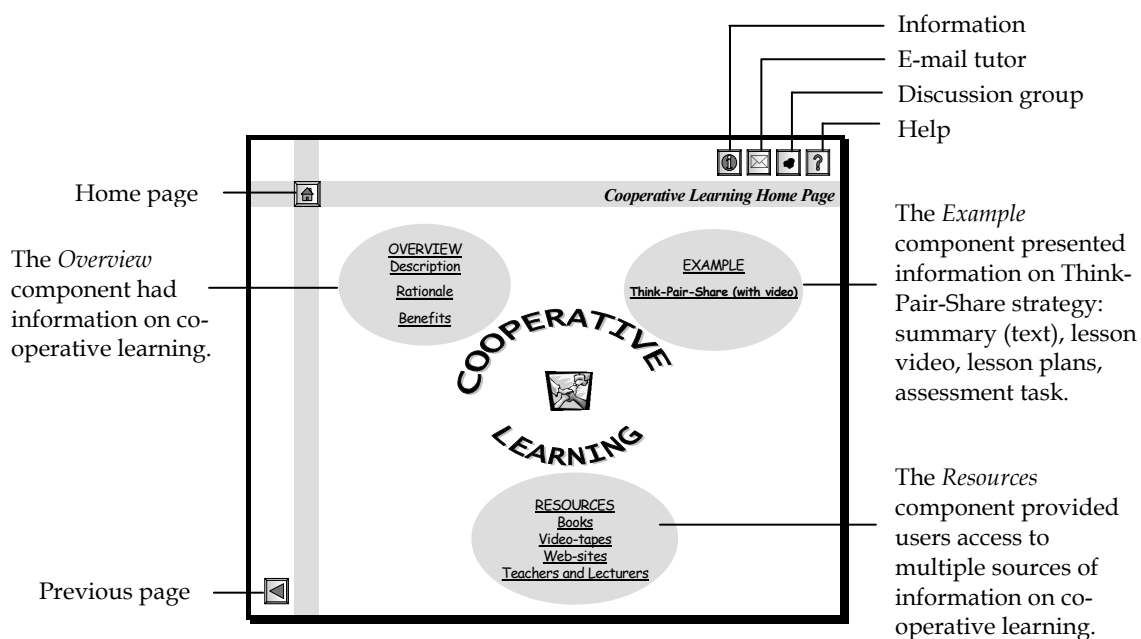 Information
E-mail tutor
Discussion group
Help
Home page
Cooperative Learning Home Page
The Overview
component had
information on co-
operative learning.
OVERVIEW
Description
Rationale
Benefits
EXAMPLE
Think-Pair-Share (with video)
The Example
component presented
information on Think-
Pair-Share strategy:
summary (text), lesson
video, lesson plans,
assessment task.
COOPERATIVE
LEARNING
RESOURCES
Books
Video-tapes
Web-sites
Teachers and Lecturers
The Resources
component provided
users access to
multiple sources of
information on co-
operative learning.
Previous page